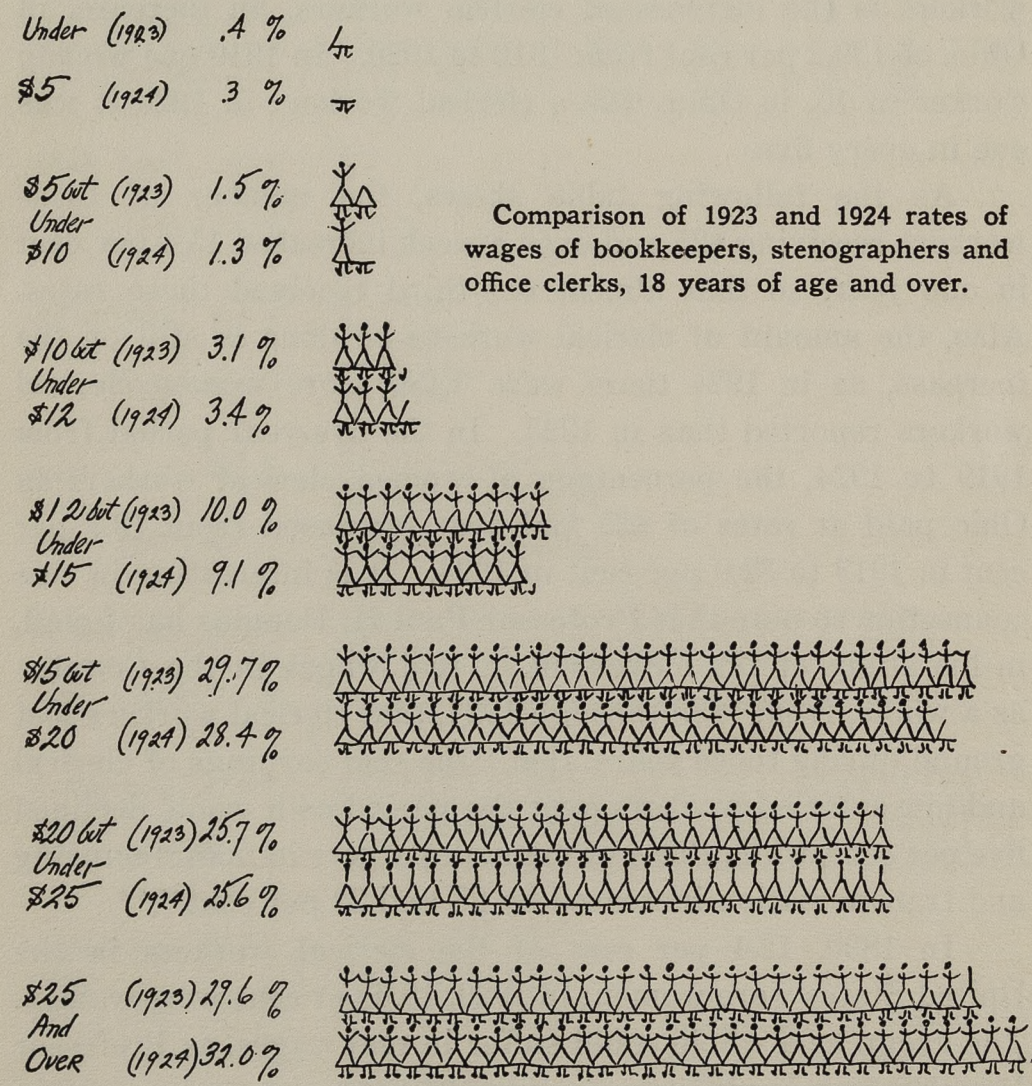 Under (1923) .4 %
$5 (1924) .3 %
$5 but (1923) 1.5 %
Under
$10 (1924) 1.3 %
Comparison of 1923 and 1924 rates of
wages of bookkeepers, stenographers and
office clerks, 18 years of age and over.
$10 but (1923) 3.1 %
Under
$12 (1924) 3.4 %
$12 but (1923) 10.0 %
Under
$15 (1924) 9.1 %
$15 but (1923) 29.7 %
Under
$20 (1924) 28.4 %
$20 but (1923) 25.7 %
Under
$25 (1924) 25.6 %
$25 (1923) 29.6 %
And
Over (1924) 32.0 %